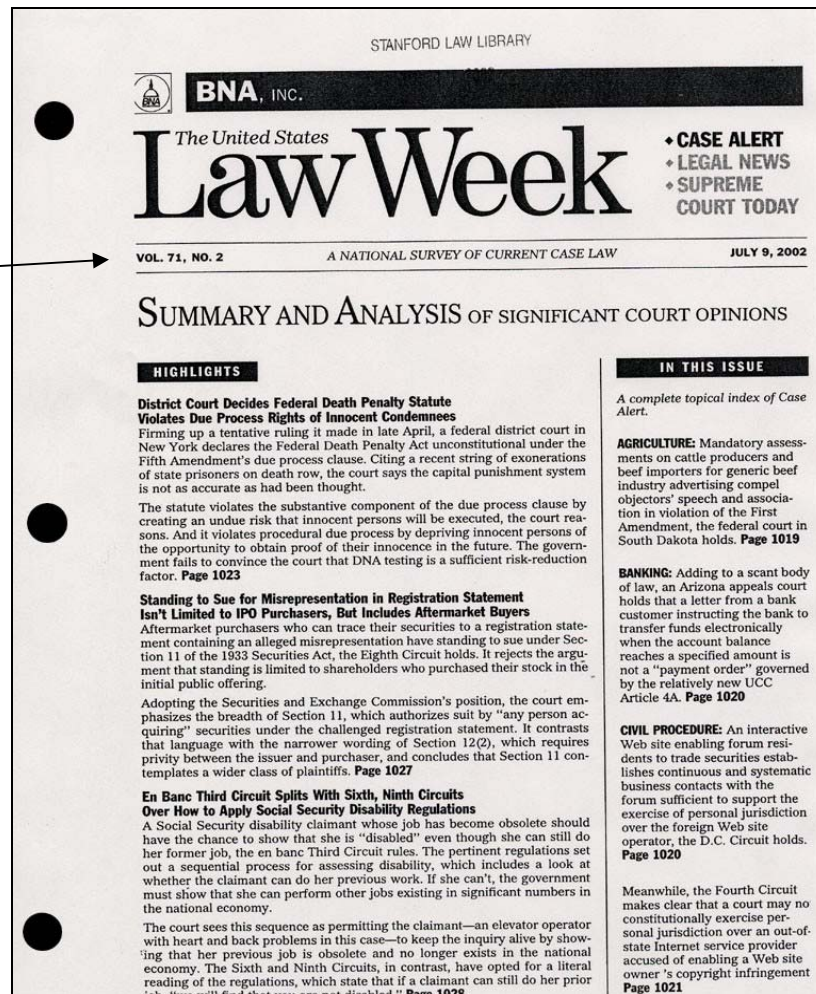 STANFORD LAW LIBRARY
BNA
BNA, INC.
The United States
Law Week
CASE ALERT
LEGAL NEWS
SUPREME
COURT TODAY
VOL. 71, NO. 2
A NATIONAL SURVEY OF CURRENT CASE LAW
JULY 9, 2002
SUMMARY AND ANALYSIS OF SIGNIFICANT COURT OPINIONS
HIGHLIGHTS
District Court Decides Federal Death Penalty Statute
Violates Due Process Rights of Innocent Condemnees
Firming up a tentative ruling it made in late April, a federal district court in
New York declares the Federal Death Penalty Act unconstitutional under the
Fifth Amendment's due process clause. Citing a recent string of exonerations
of state prisoners on death row, the court says the capital punishment system
is not as accurate as had been thought.
The statute violates the substantive component of the due process clause by
creating an undue risk that innocent persons will be executed, the court rea-
sons. And it violates procedural due process by depriving innocent persons of
the opportunity to obtain proof of their innocence in the future. The govern-
ment fails to convince the court that DNA testing is a sufficient risk-reduction
factor. Page 1023
Standing to Sue for Misrepresentation in Registration Statement
Isn't Limited to IPO Purchasers, But Includes Aftermarket Buyers
Aftermarket purchasers who can trace their securities to a registration state-
ment containing an alleged misrepresentation have standing to sue under Sec-
tion 11 of the 1933 Securities Act, the Eighth Circuit holds. It rejects the argu-
ment that standing is limited to shareholders who purchased their stock in the
initial public offering.
Adopting the Securities and Exchange Commission's position, the court em-
phasizes the breadth of Section 11, which authorizes suit by "any person ac-
quiring" securities under the challenged registration statement. It contrasts
that language with the narrower wording of Section 12(2), which requires
privity between the issuer and purchaser, and concludes that Section 11 con-
templates a wider class of plaintiffs. Page 1027
En Banc Third Circuit Splits With Sixth, Ninth Circuits
Over How to Apply Social Security Disability Regulations
A Social Security disability claimant whose job has become obsolete should
have the chance to show that she is "disabled" even though she can still do
her former job, the en banc Third Circuit rules. The pertinent regulations set
out a sequential process for assessing disability, which includes a look at
whether the claimant can do her previous work. If she can't, the government
must show that she can perform other jobs existing in significant numbers in
the national economy.
The court sees this sequence as permitting the claimant—an elevator operator
with heart and back problems in this case—to keep the inquiry alive by show-
ing that her previous job is obsolete and no longer exists in the national
economy. The Sixth and Ninth Circuits, in contrast, have opted for a literal
reading of the regulations, which state that if a claimant can still do her prior
job, "we will find that you are not disabled." Page 1028
IN THIS ISSUE
A complete topical index of Case
Alert.
AGRICULTURE: Mandatory assess-
ments on cattle producers and
beef importers for generic beef
industry advertising compel
objectors' speech and associa-
tion in violation of the First
Amendment, the federal court in
South Dakota holds. Page 1019
BANKING: Adding to a scant body
of law, an Arizona appeals court
holds that a letter from a bank
customer instructing the bank to
transfer funds electronically
when the account balance
reaches a specified amount is
not a "payment order" governed
by the relatively new UCC
Article 4A. Page 1020
CIVIL PROCEDURE: An interactive
Web site enabling forum resi-
dents to trade securities estab-
lishes continuous and systematic
business contacts with the
forum sufficient to support the
exercise of personal jurisdiction
over the foreign Web site
operator, the D.C. Circuit holds.
Page 1020
Meanwhile, the Fourth Circuit
makes clear that a court may no
constitutionally exercise per-
sonal jurisdiction over an out-of-
state Internet service provider
accused of enabling a Web site
owner 's copyright infringement
Page 1021